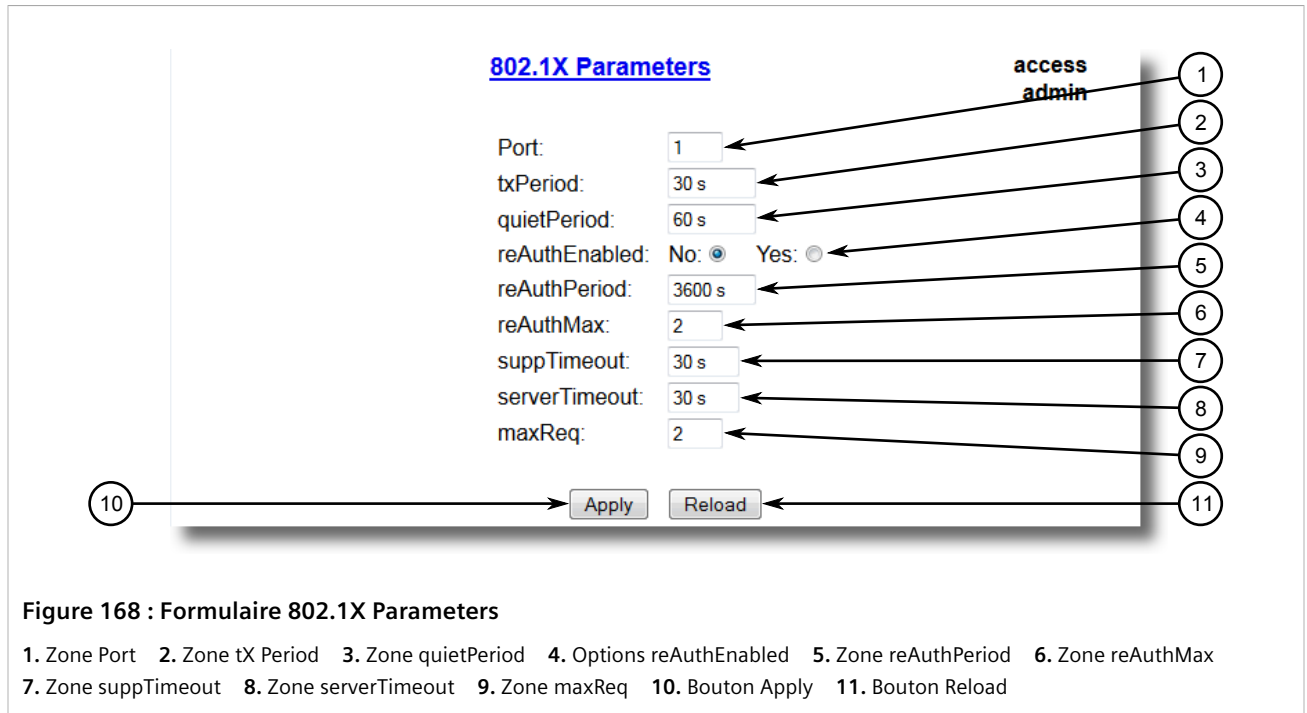 802.1X Parameters
access
admin
1
Port:
1
2
txPeriod:
30 s
3
quietPeriod:
60 s
4
reAuthEnabled:
No:
Yes:
5
reAuthPeriod:
3600 s
6
reAuthMax:
2
7
suppTimeout:
30 s
8
serverTimeout:
30 s
9
maxReq:
2
10
Apply
Reload
11
Figure 168 : Formulaire 802.1X Parameters
1. Zone Port 2. Zone tX Period 3. Zone quietPeriod 4. Options reAuthEnabled 5. Zone reAuthPeriod 6. Zone reAuthMax
7. Zone suppTimeout 8. Zone serverTimeout 9. Zone maxReq 10. Bouton Apply 11. Bouton Reload